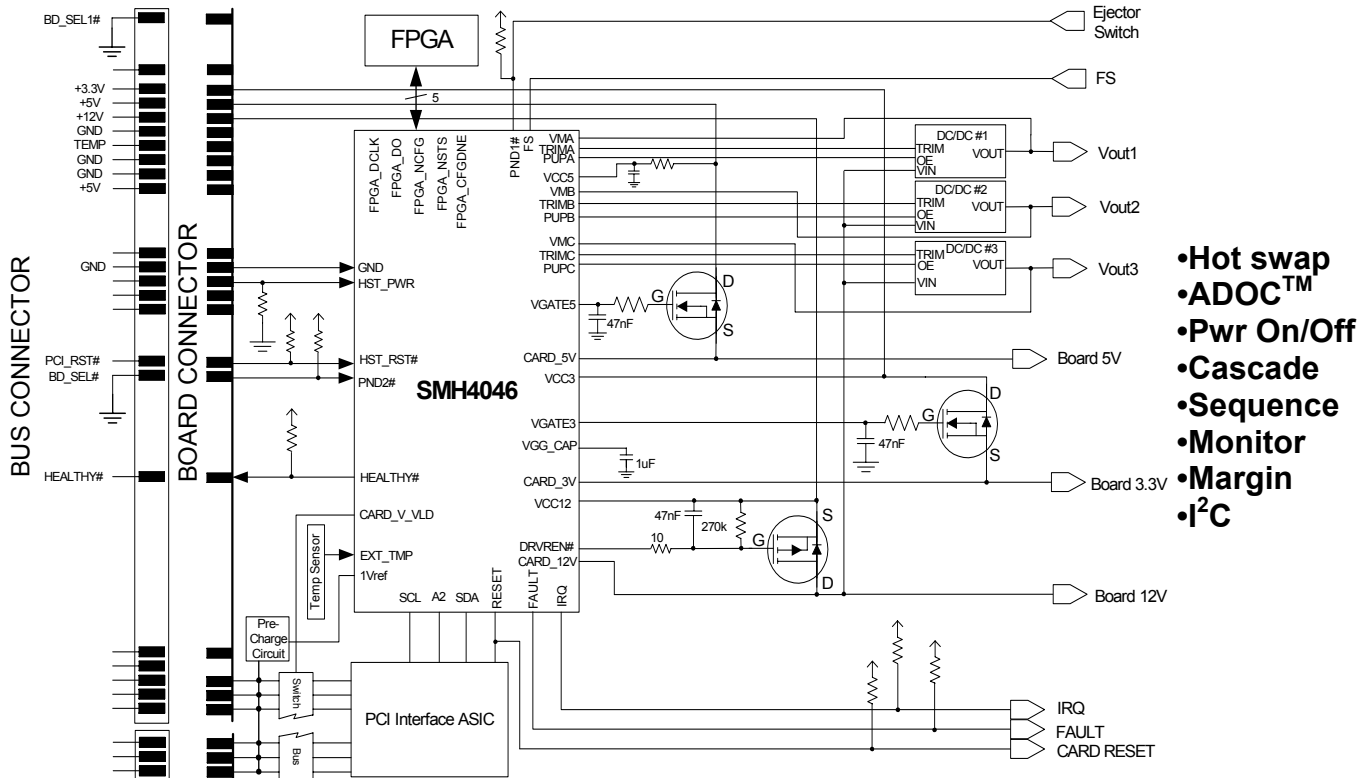 BUS CONNECTOR
BD_SEL1#
+3.3V
+5V
+12V
GND
TEMP
GND
GND
+5V
GND
PCI_RST#
BD_SEL#
HEALTHY#
BOARD CONNECTOR
FPGA
5
Ejector
Switch
FS
FPGA_DCLK
FPGA_DO
FPGA_NCFG
FPGA_NSTS
FPGA_CFGDNE
PND1#
FS
GND
HST_PWR
HST_RST#
PND2#
SMH4046
HEALTHY#
CARD_V_VLD
EXT_TMP
1Vref
Temp Sensor
VMA
TRIMA
PUPA
VCC5
VMB
TRIMB
PUPB
VMC
TRIMC
PUPC
VGATE5
CARD_5V
VCC3
VGATE3
VGG_CAP
CARD_3V
VCC12
DRVREN#
CARD_12V
SCL
A2
SDA
RESET
FAULT
IRQ
DC/DC #1
TRIM
OE
VIN
VOUT
Vout1
DC/DC #2
TRIM
OE
VIN
VOUT
Vout2
DC/DC #3
TRIM
OE
VIN
VOUT
Vout3
47nF
G
D
S
Board 5V
47nF
G
D
S
1uF
Board 3.3V
47nF
270k
10
G
S
D
Board 12V
Pre-
Charge
Circuit
Switch
Bus
PCI Interface ASIC
IRQ
FAULT
CARD RESET
•Hot swap
•ADOC™
•Pwr On/Off
•Cascade
•Sequence
•Monitor
•Margin
•I²C